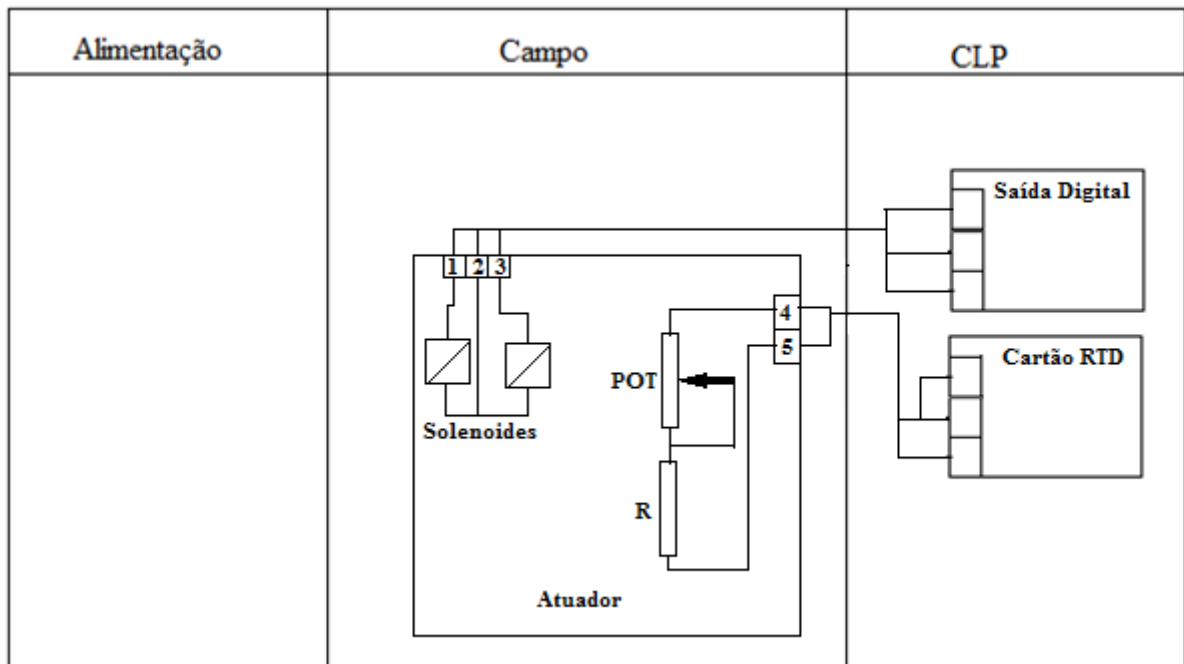 Alimentação
Campo
CLP
Saída Digital
1 2 3
4
5
Cartão RTD
POT
Solenoides
R
Atuador